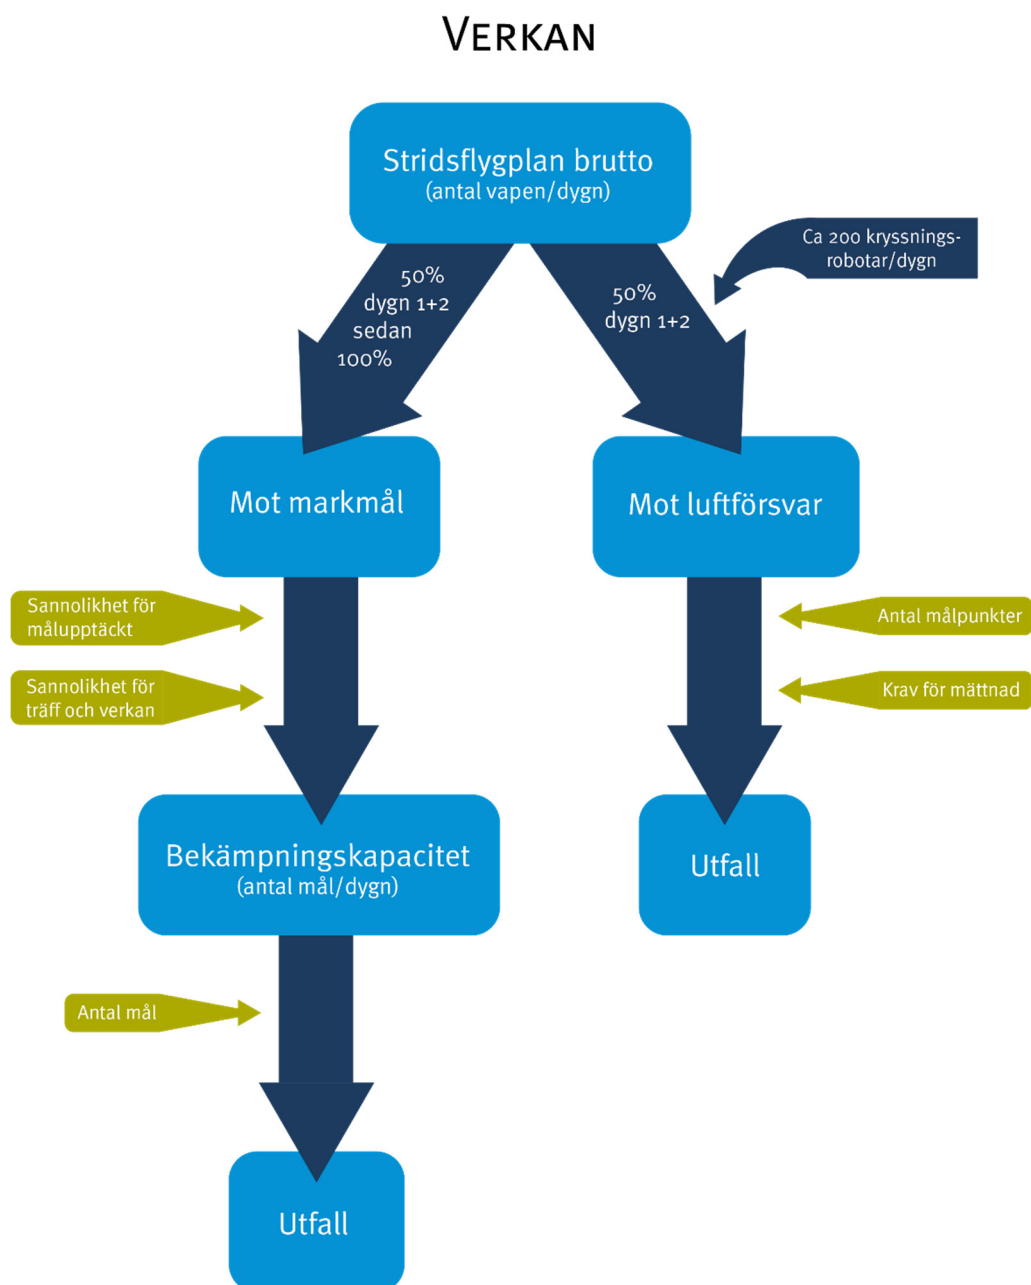 VERKAN
Stridsflygplan brutto
(antal vapen/dygn)
Ca 200 kryssnings-
robotar/dygn
50%
dygn 1+2
sedan
100%
50%
dygn 1+2
Mot markmål
Mot luftförsvar
Sannolikhet för
målupptäckt
Antal målpunkter
Sannolikhet för
träff och verkan
Krav för mättnad
Bekämpningskapacitet
(antal mål/dygn)
Utfall
Antal mål
Utfall